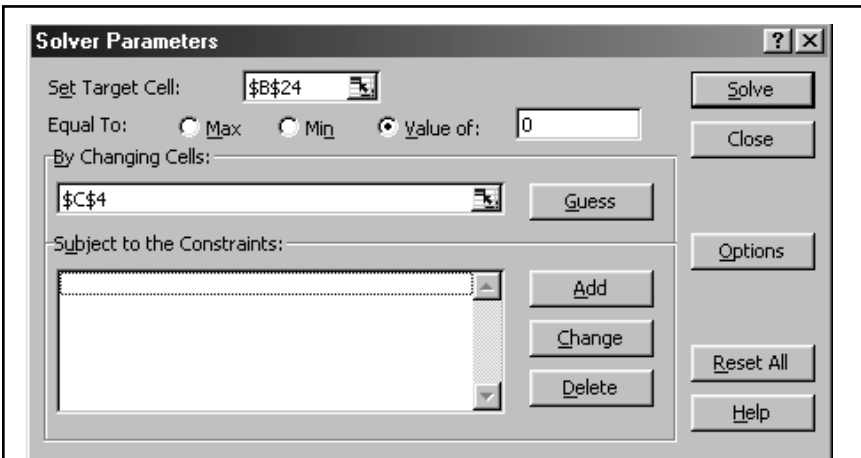 Solver Parameters ? X
Set Target Cell: $B$24 Solve
Equal To: Max Min Value of: 0 Close
By Changing Cells:
$C$4 Guess
Subject to the Constraints: Options
Add
Change
Reset All
Delete
Help